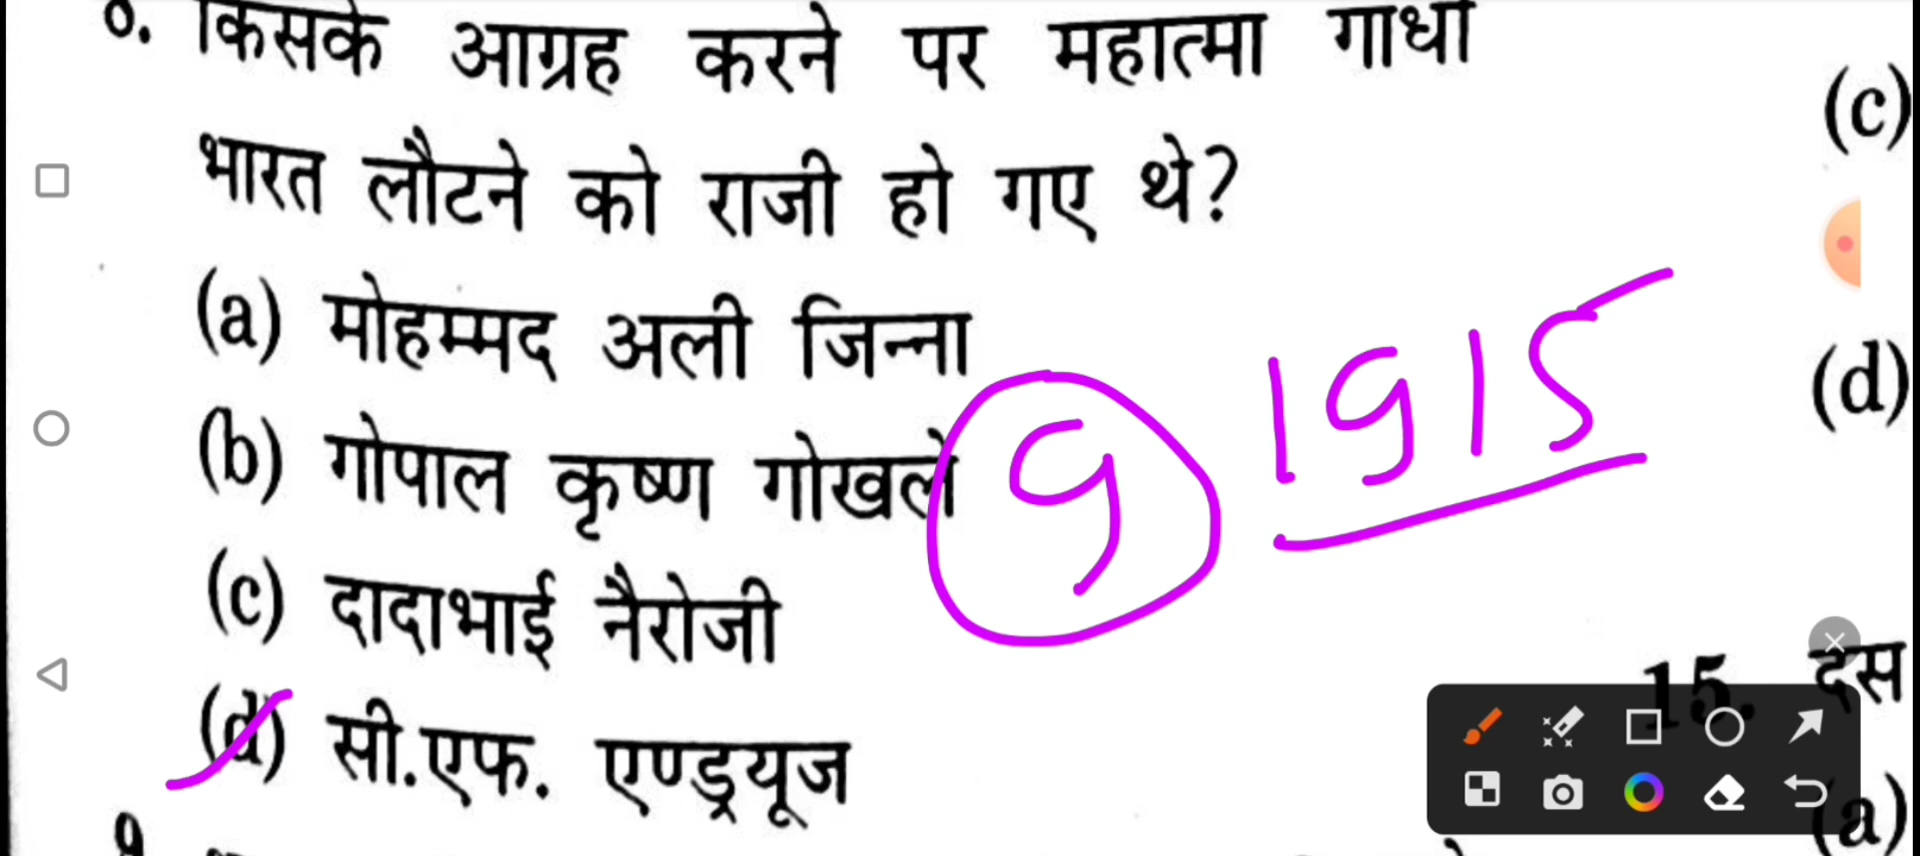 किसके आग्रह करने पर महात्मा गांधी
भारत लौटने को राजी हो गए थे?
(a) मोहम्मद अली जिन्ना
(b) गोपाल कृष्ण गोखले
(c) दादाभाई नैरोजी
(d) सी.एफ. एण्ड्रयूज
9
1915
9
(c)
(d)
15. दस
(a)